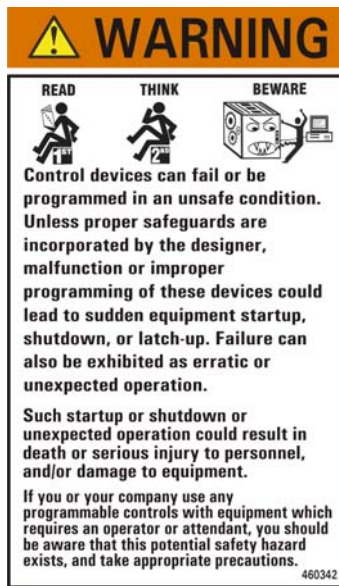 WARNING
READ THINK BEWARE
1ST 2ND
Control devices can fail or be
programmed in an unsafe condition.
Unless proper safeguards are
incorporated by the designer,
malfunction or improper
programming of these devices could
lead to sudden equipment startup,
shutdown, or latch-up. Failure can
also be exhibited as erratic or
unexpected operation.
Such startup or shutdown or
unexpected operation could result in
death or serious injury to personnel,
and/or damage to equipment.
If you or your company use any
programmable controls with equipment which
requires an operator or attendant, you should
be aware that this potential safety hazard
exists, and take appropriate precautions.
460342